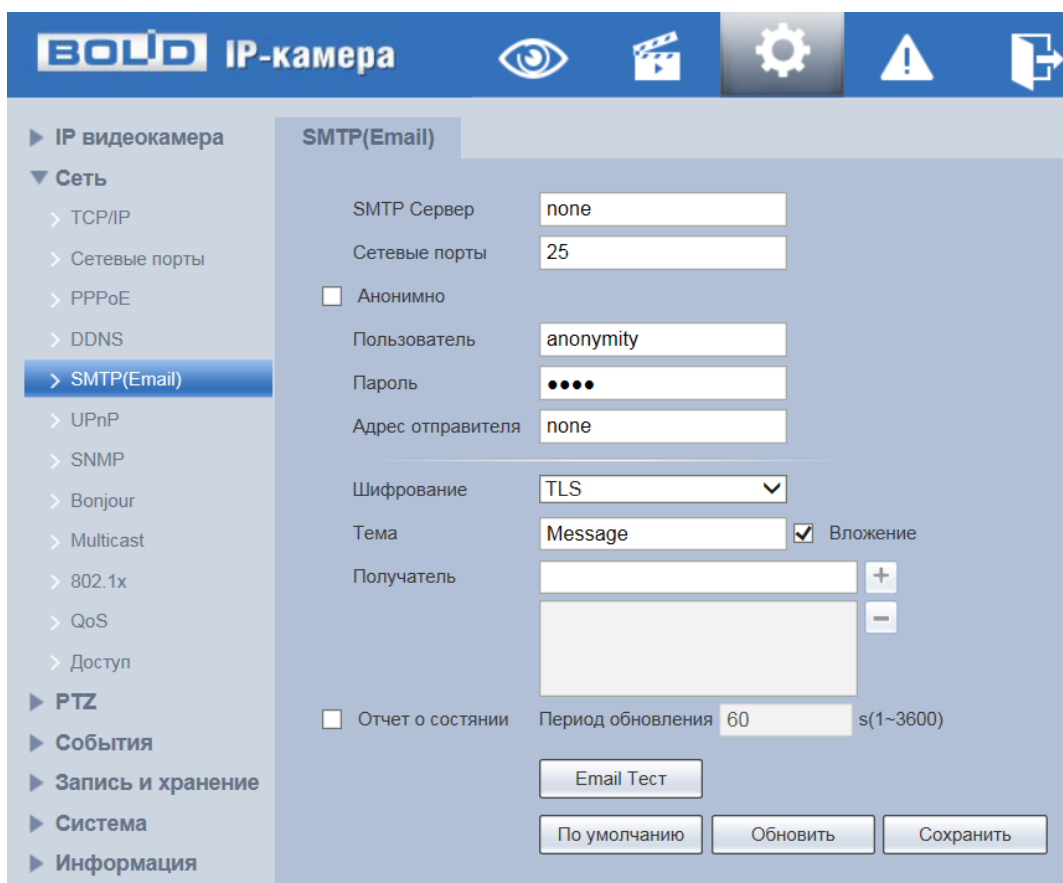 BOLID IP-камера
IP видеокамера
Сеть
TCP/IP
Сетевые порты
PPPoE
DDNS
SMTP(Email)
UPnP
SNMP
Bonjour
Multicast
802.1x
QoS
Доступ
PTZ
События
Запись и хранение
Система
Информация
SMTP(Email)
SMTP Сервер none
Сетевые порты 25
Анонимно
Пользователь anonymity
Пароль ●●●●
Адрес отправителя none
Шифрование TLS
Тема Message Вложение
Получатель +
−
Отчет о состянии Период обновления 60 s(1~3600)
Email Тест
По умолчанию Обновить Сохранить